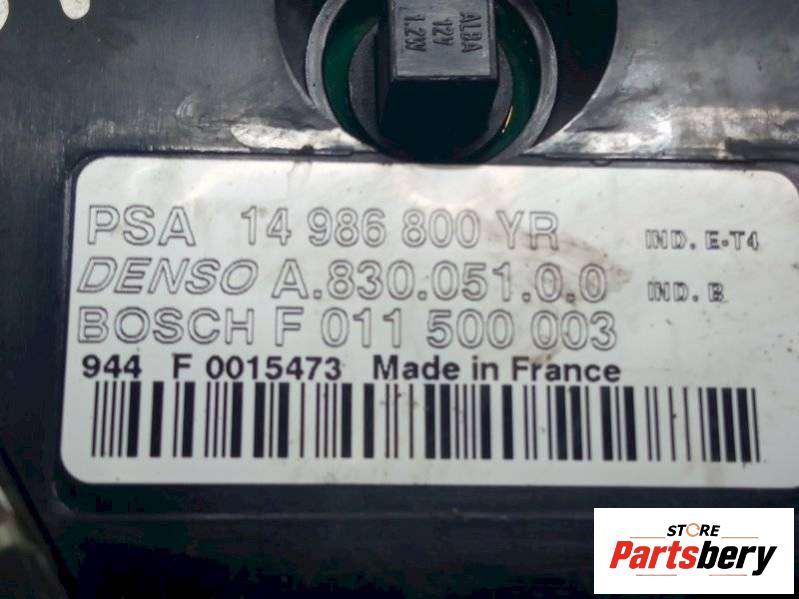 ALBA
12V
1.2W
PSA 14 986 800 YR IND. E-T4
DENSO A.830.051.0.0 IND. B
BOSCH F 011 500 003
944 F 0015473 Made in France
STORE
Partsbery